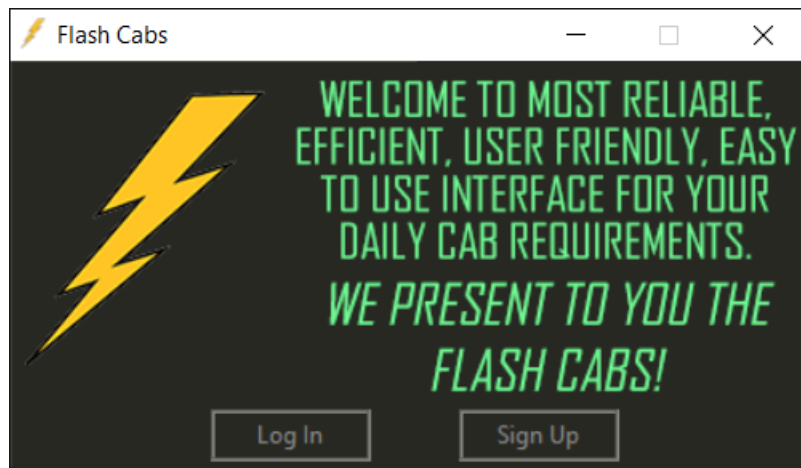 Flash Cabs
WELCOME TO MOST RELIABLE,
EFFICIENT, USER FRIENDLY, EASY
TO USE INTERFACE FOR YOUR
DAILY CAB REQUIREMENTS.
WE PRESENT TO YOU THE
FLASH CABS!
Log In
Sign Up